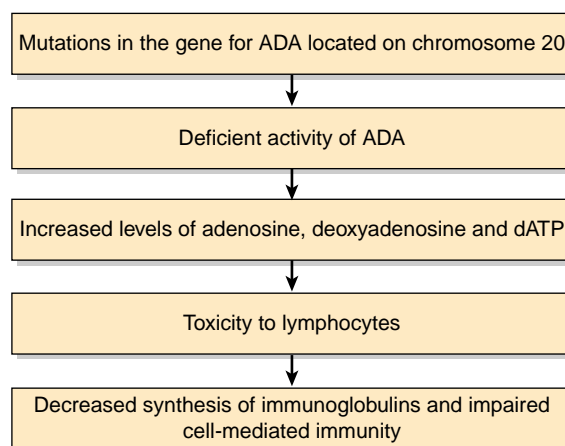 Mutations in the gene for ADA located on chromosome 20
Deficient activity of ADA
Increased levels of adenosine, deoxyadenosine and dATP
Toxicity to lymphocytes
Decreased synthesis of immunoglobulins and impaired
cell-mediated immunity